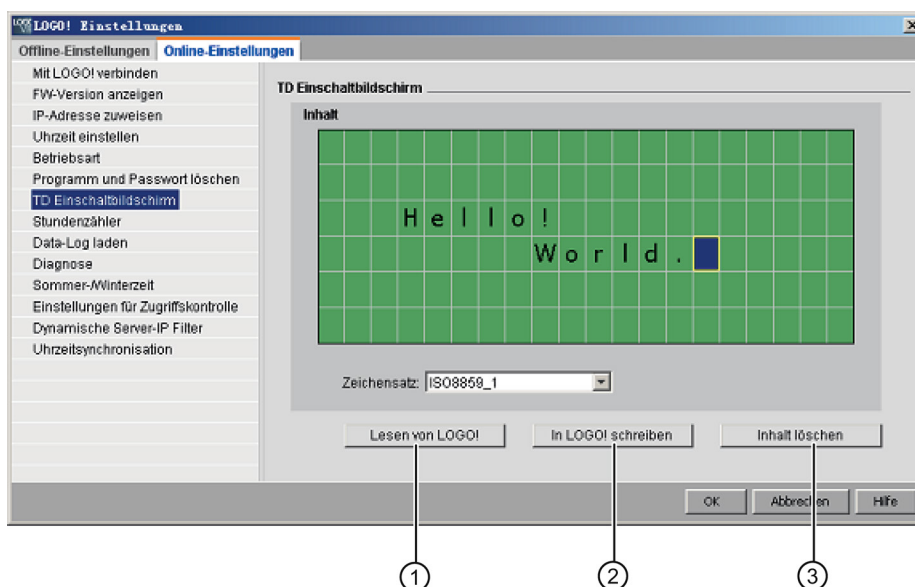 LOGO! Einstellungen
Offline-Einstellungen Online-Einstellungen
Mit LOGO! verbinden
FW-Version anzeigen
IP-Adresse zuweisen
Uhrzeit einstellen
Betriebsart
Programm und Passwort löschen
TD Einschaltbildschirm
Stundenzähler
Data-Log laden
Diagnose
Sommer-/Winterzeit
Einstellungen für Zugriffskontrolle
Dynamische Server-IP Filter
Uhrzeitsynchronisation
TD Einschaltbildschirm
Inhalt
Hello!
World.
Zeichensatz: ISO8859_1
Lesen von LOGO! In LOGO! schreiben Inhalt löschen
OK Abbrechen Hilfe
1 2 3